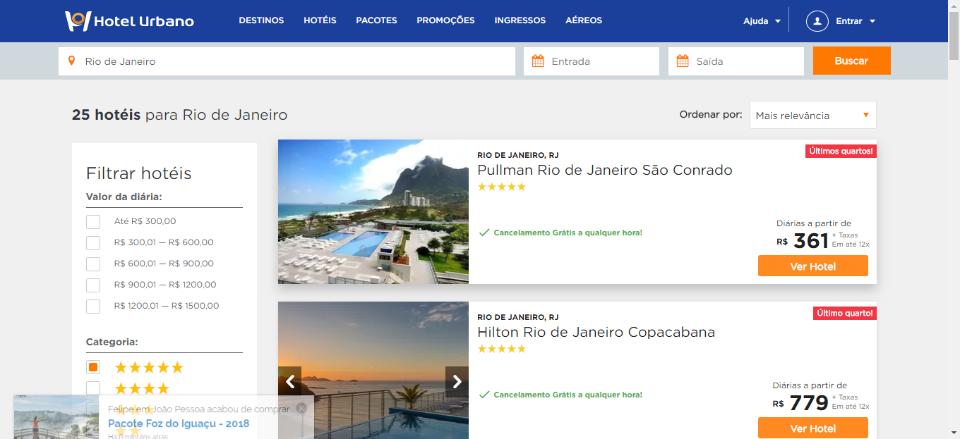 Hotel Urbano
DESTINOS HOTÉIS PACOTES PROMOÇÕES INGRESSOS AÉREOS Ajuda Entrar
Rio de Janeiro Entrada Saída Buscar
25 hotéis para Rio de Janeiro
Ordenar por: Mais relevância
Filtrar hotéis
Valor da diária:
Até R$ 300,00
R$ 300,01 — R$ 600,00
R$ 600,01 — R$ 900,00
R$ 900,01 — R$ 1200,00
R$ 1200,01 — R$ 1500,00
Categoria:
RIO DE JANEIRO, RJ
Últimos quartos!
Pullman Rio de Janeiro São Conrado
Cancelamento Grátis a qualquer hora!
Diárias a partir de
R$ 361 + Taxas
Em até 12x
Ver Hotel
RIO DE JANEIRO, RJ
Último quarto!
Hilton Rio de Janeiro Copacabana
Cancelamento Grátis a qualquer hora!
Diárias a partir de
R$ 779 + Taxas
Em até 12x
Ver Hotel
Felipe em João Pessoa acabou de comprar
Pacote Foz do Iguaçu - 2018
minutos atrás